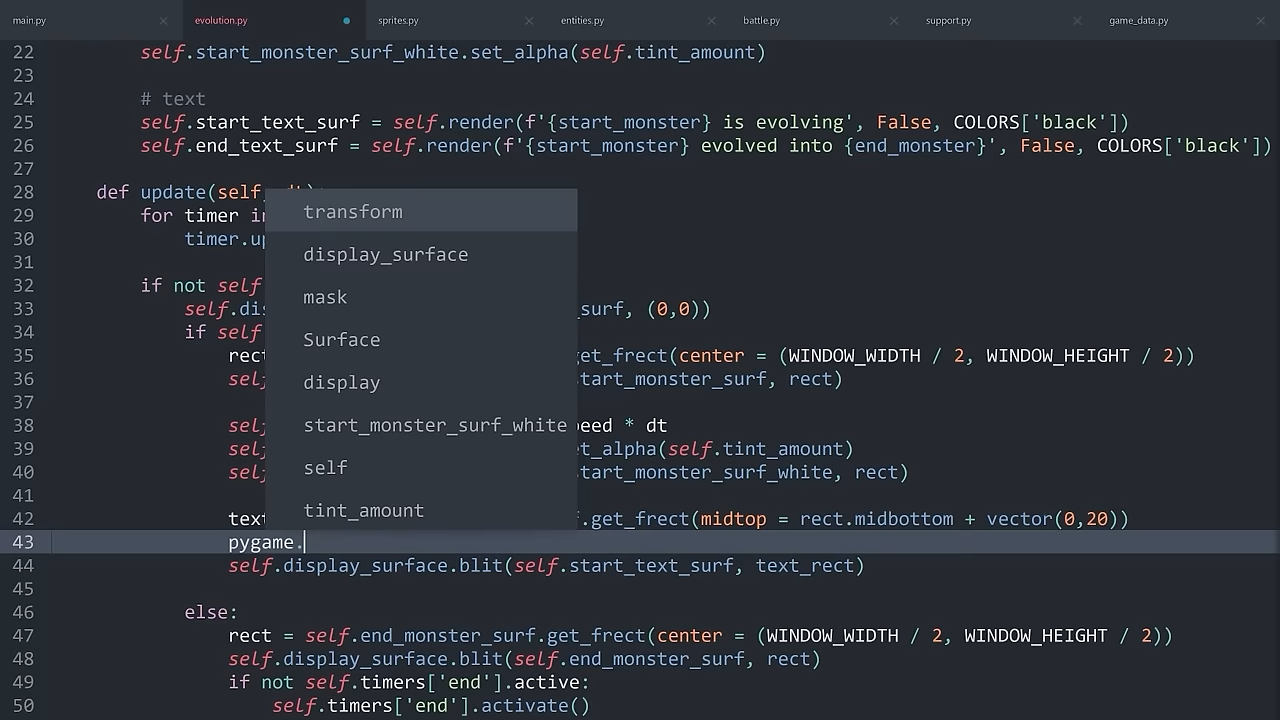 main.py × evolution.py sprites.py × entities.py × battle.py × support.py × game_data.py ×
22 self.start_monster_surf_white.set_alpha(self.tint_amount)
23
24 # text
25 self.start_text_surf = self.render(f'{start_monster} is evolving', False, COLORS['black'])
26 self.end_text_surf = self.render(f'{start_monster} evolved into {end_monster}', False, COLORS['black'])
27
28 def update(self, dt):
transform
29 for timer in
30 timer.up
display_surface
31
32 if not self
mask
33 self.dis _surf, (0,0))
34 if self
Surface
35 rect get_frect(center = (WINDOW_WIDTH / 2, WINDOW_HEIGHT / 2))
36 self tart_monster_surf, rect)
display
37
38 self peed * dt
start_monster_surf_white
39 self t_alpha(self.tint_amount)
40 self tart_monster_surf_white, rect)
self
41
tint_amount
42 text .get_frect(midtop = rect.midbottom + vector(0,20))
43 pygame.
44 self.display_surface.blit(self.start_text_surf, text_rect)
45
46 else:
47 rect = self.end_monster_surf.get_frect(center = (WINDOW_WIDTH / 2, WINDOW_HEIGHT / 2))
48 self.display_surface.blit(self.end_monster_surf, rect)
49 if not self.timers['end'].active:
50 self.timers['end'].activate()